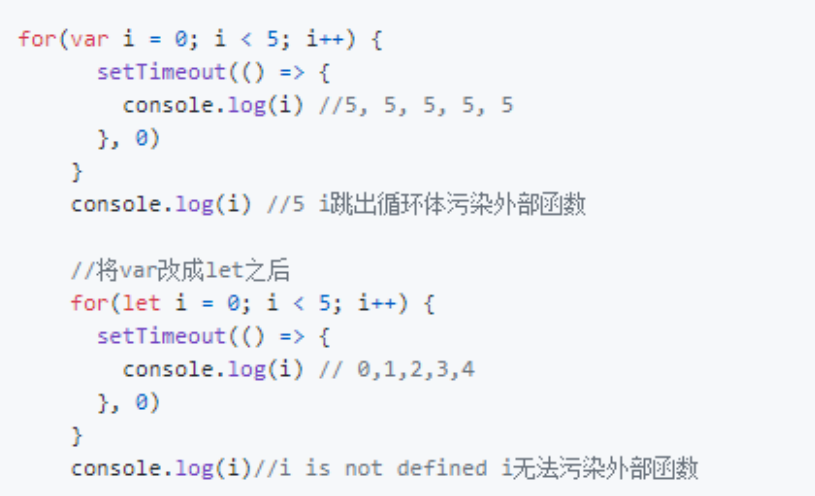 for(var i = 0; i < 5; i++) {
setTimeout(() => {
console.log(i) //5, 5, 5, 5, 5
}, 0)
}
console.log(i) //5 i跳出循环体污染外部函数
//将var改成let之后
for(let i = 0; i < 5; i++) {
setTimeout(() => {
console.log(i) // 0,1,2,3,4
}, 0)
}
console.log(i)//i is not defined i无法污染外部函数